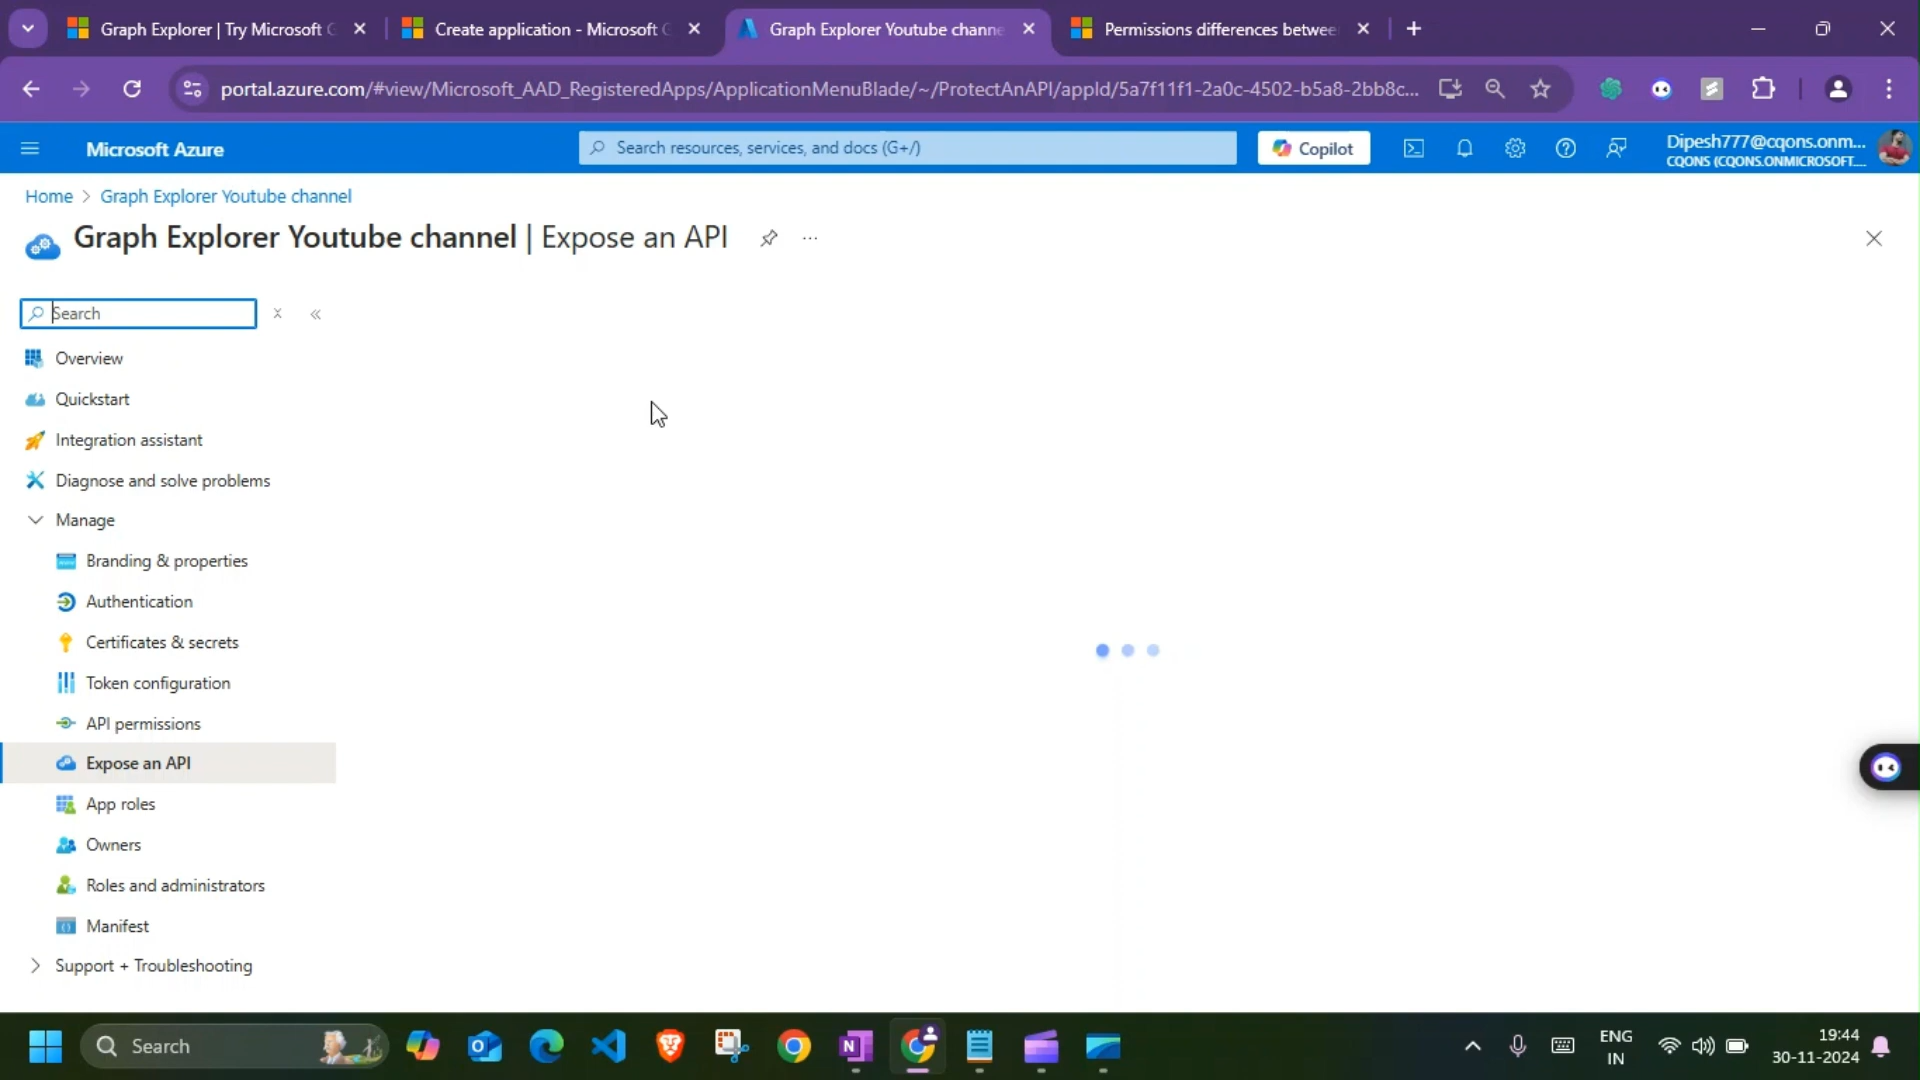 Graph Explorer | Try Microsoft G
Create application - Microsoft G
Graph Explorer Youtube channe
Permissions differences betwee
portal.azure.com/#view/Microsoft_AAD_RegisteredApps/ApplicationMenuBlade/~/ProtectAnAPI/appId/5a7f11f1-2a0c-4502-b5a8-2bb8c...
Microsoft Azure
Search resources, services, and docs (G+/)
Copilot
Dipesh777@cqons.onm...
CQONS (CQONS.ONMICROSOFT....
Home > Graph Explorer Youtube channel
Graph Explorer Youtube channel | Expose an API
Search
Overview
Quickstart
Integration assistant
Diagnose and solve problems
Manage
Branding & properties
Authentication
Certificates & secrets
Token configuration
API permissions
Expose an API
App roles
Owners
Roles and administrators
Manifest
Support + Troubleshooting
Search
ENG
IN
19:44
30-11-2024